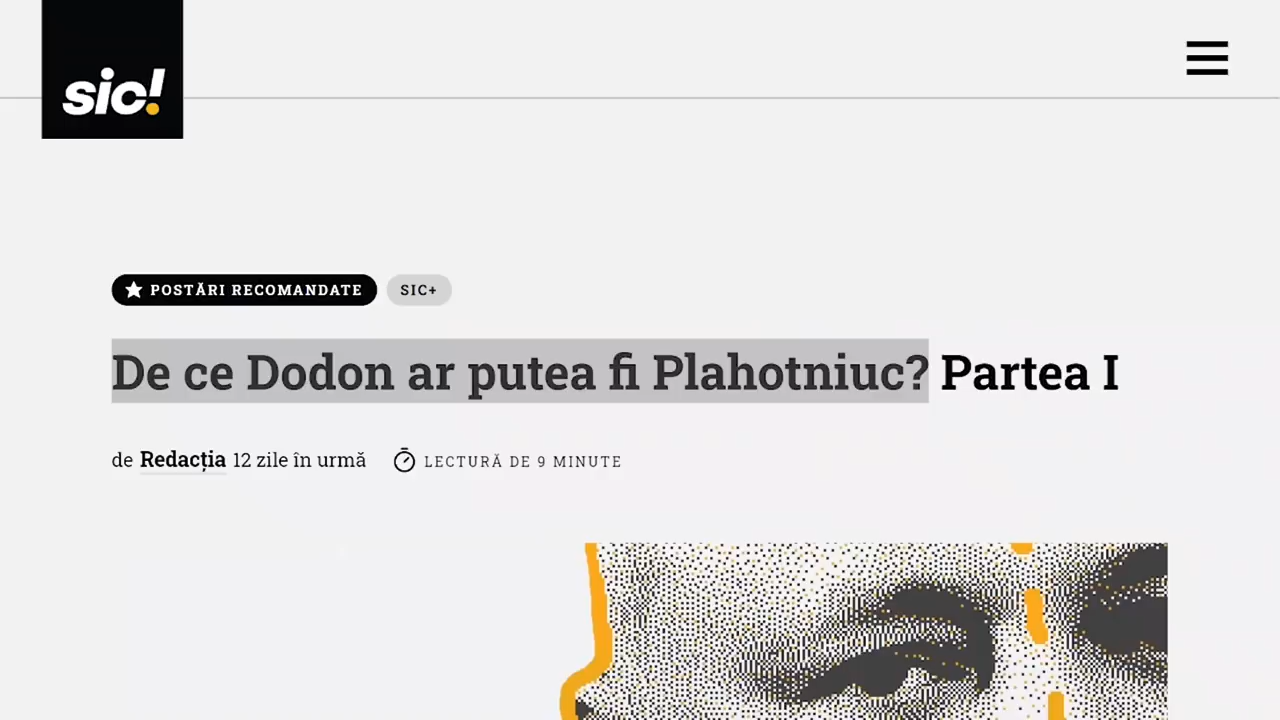 sic!
POSTĂRI RECOMANDATE SIC+
De ce Dodon ar putea fi Plahotniuc? Partea I
de Redacția 12 zile în urmă LECTURĂ DE 9 MINUTE